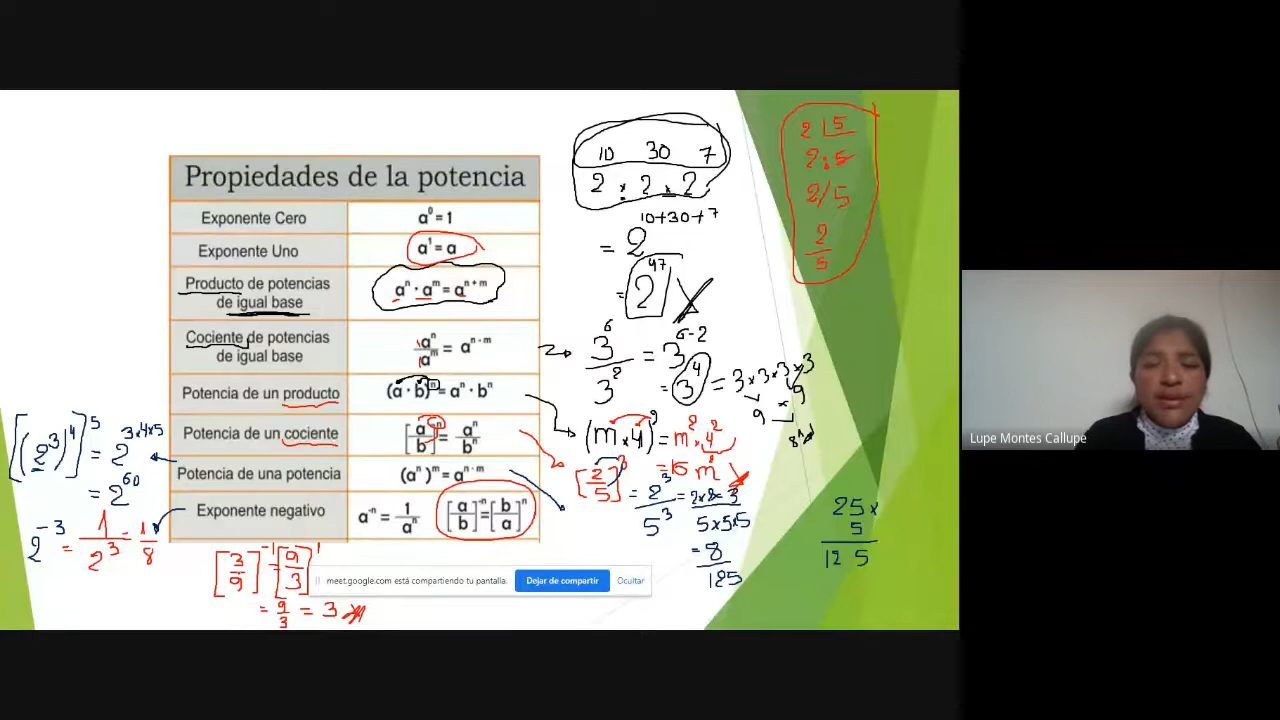 Propiedades de la potencia
Exponente Cero a⁰ = 1
Exponente Uno a¹ = a
Producto de potencias
de igual base aⁿ · aᵐ = aⁿ⁺ᵐ
Cociente de potencias
de igual base aⁿ/aᵐ = aⁿ⁻ᵐ
Potencia de un producto (a · b)ⁿ = aⁿ · bⁿ
Potencia de un cociente [a/b]ⁿ = aⁿ/bⁿ
Potencia de una potencia (aⁿ)ᵐ = aⁿ·ᵐ
Exponente negativo a⁻ⁿ = 1/aⁿ [a/b]⁻ⁿ = [b/a]ⁿ
[(2³)⁴]⁵ = 2³ˣ⁴ˣ⁵
= 2⁶⁰
2⁻³ = 1/2³ = 1/8
[3/9]⁻¹ = [9/3]¹
= 9/3 = 3
10 30 7
2 x 2 x 2
10+30+7
= 2
= 2⁴⁷
3⁶/3² = 3⁶⁻²
= 3⁴ = 3x3x3x3
9 x 9
81
(m x 4)² = m² x 4²
= 16 m²
[2/5]³ = 2³/5³ =
5x5x5
= 8/125
2 | 5
2 : 5
2/5
2
5
25 x
5
125
meet.google.com está compartiendo tu pantalla. Dejar de compartir Ocultar
Lupe Montes Callupe